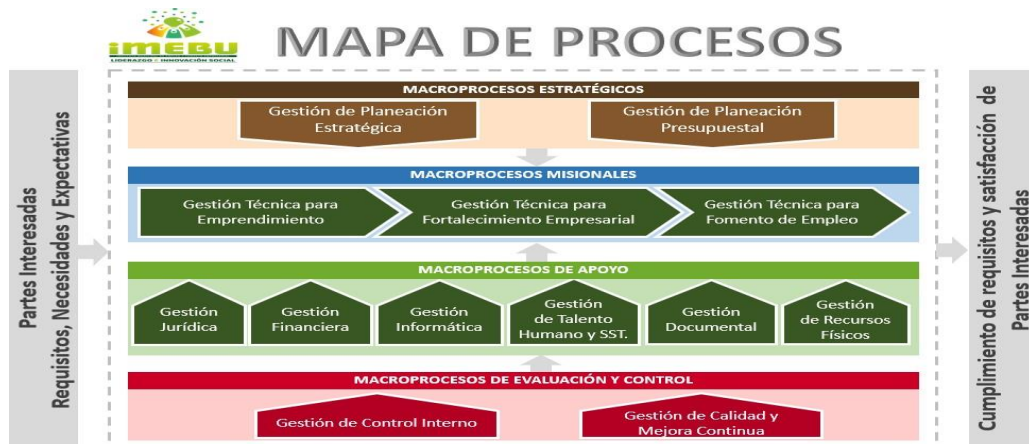 imebu
LIDERAZGO E INNOVACIÓN SOCIAL
MAPA DE PROCESOS
Partes Interesadas
Requisitos, Necesidades y Expectativas
MACROPROCESOS ESTRATÉGICOS
Gestión de Planeación
Estratégica
Gestión de Planeación
Presupuestal
MACROPROCESOS MISIONALES
Gestión Técnica para
Emprendimiento
Gestión Técnica para
Fortalecimiento Empresarial
Gestión Técnica para
Fomento de Empleo
MACROPROCESOS DE APOYO
Gestión
Jurídica
Gestión
Financiera
Gestión
Informática
Gestión
de Talento
Humano y SST.
Gestión
Documental
Gestión
de Recursos
Físicos
MACROPROCESOS DE EVALUACIÓN Y CONTROL
Gestión de Control Interno
Gestión de Calidad y
Mejora Continua
Cumplimiento de requisitos y satisfacción de
Partes Interesadas